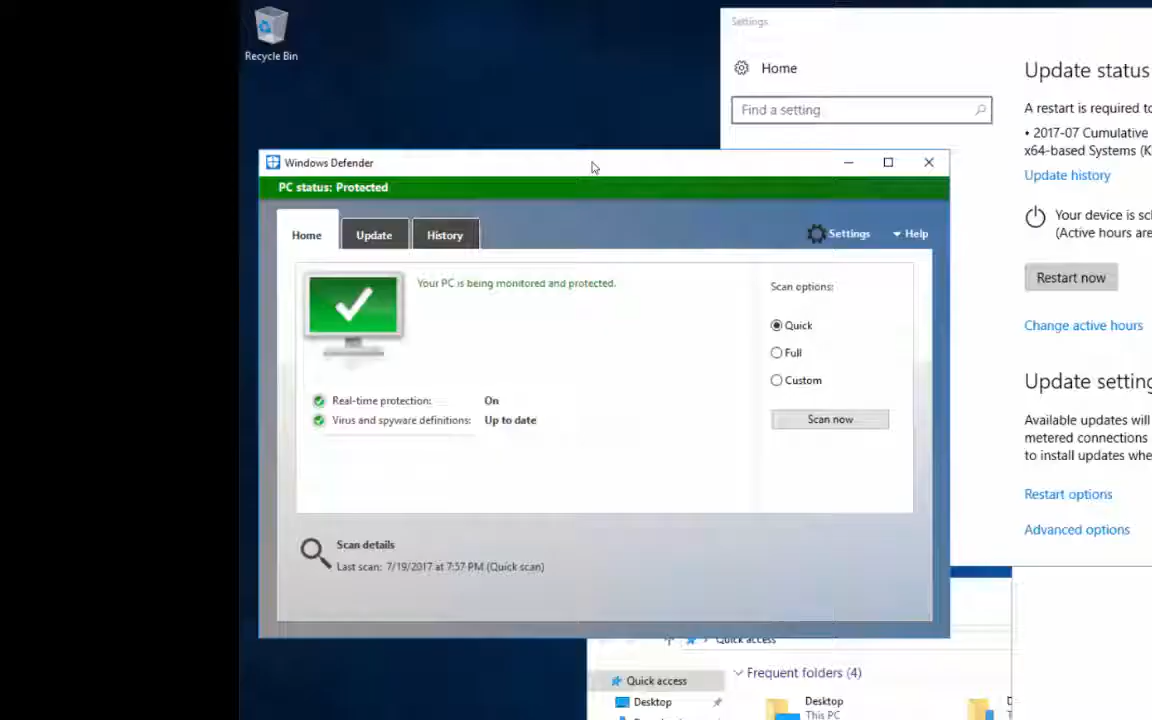 Recycle Bin
Settings
Home
Find a setting
Update status
A restart is required to
• 2017-07 Cumulative
x64-based Systems (K
Update history
Your device is sc
(Active hours are
Restart now
Change active hours
Update setting
Available updates will
metered connections
to install updates whe
Restart options
Advanced options
Windows Defender
PC status: Protected
Home
Update
History
Settings
Help
Your PC is being monitored and protected.
Scan options:
Quick
Full
Custom
Scan now
Real-time protection: On
Virus and spyware definitions: Up to date
Scan details
Last scan: 7/19/2017 at 7:57 PM (Quick scan)
Quick access
Quick access
Desktop
Frequent folders (4)
Desktop
This PC